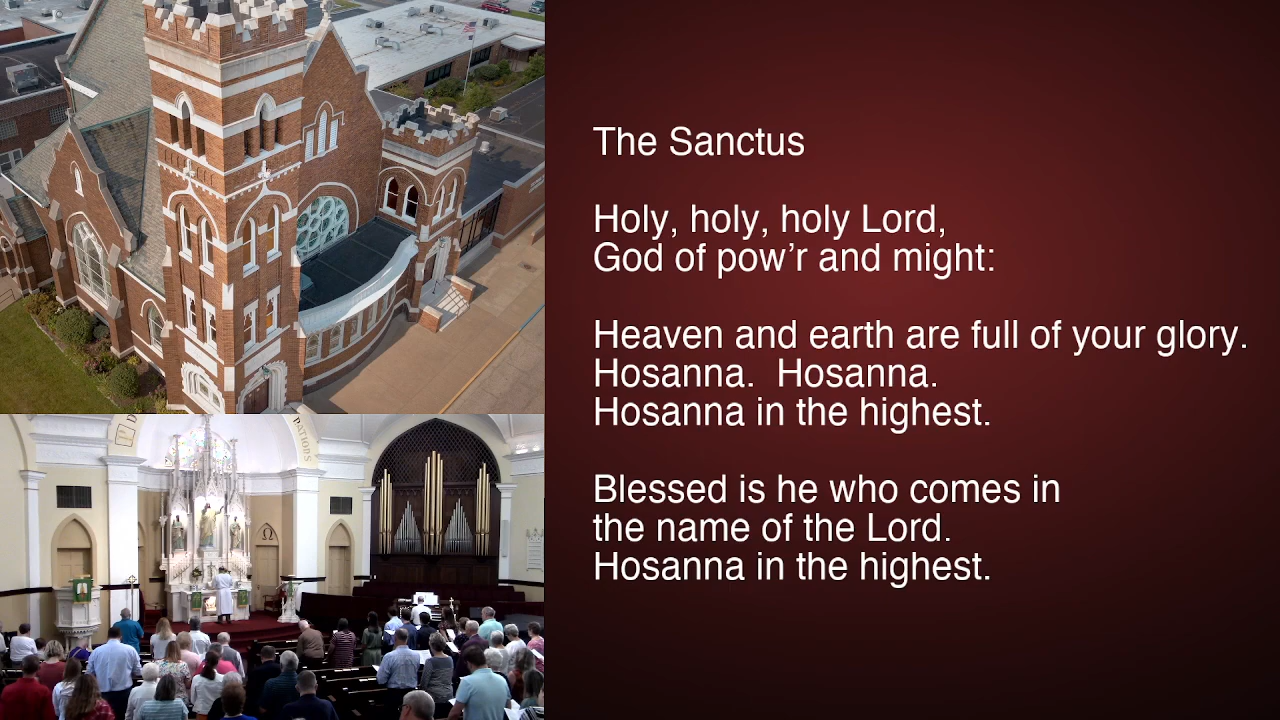 The Sanctus
Holy, holy, holy Lord,
God of pow’r and might:
Heaven and earth are full of your glory.
Hosanna.  Hosanna.
Hosanna in the highest.
Blessed is he who comes in
the name of the Lord.
Hosanna in the highest.
Ω